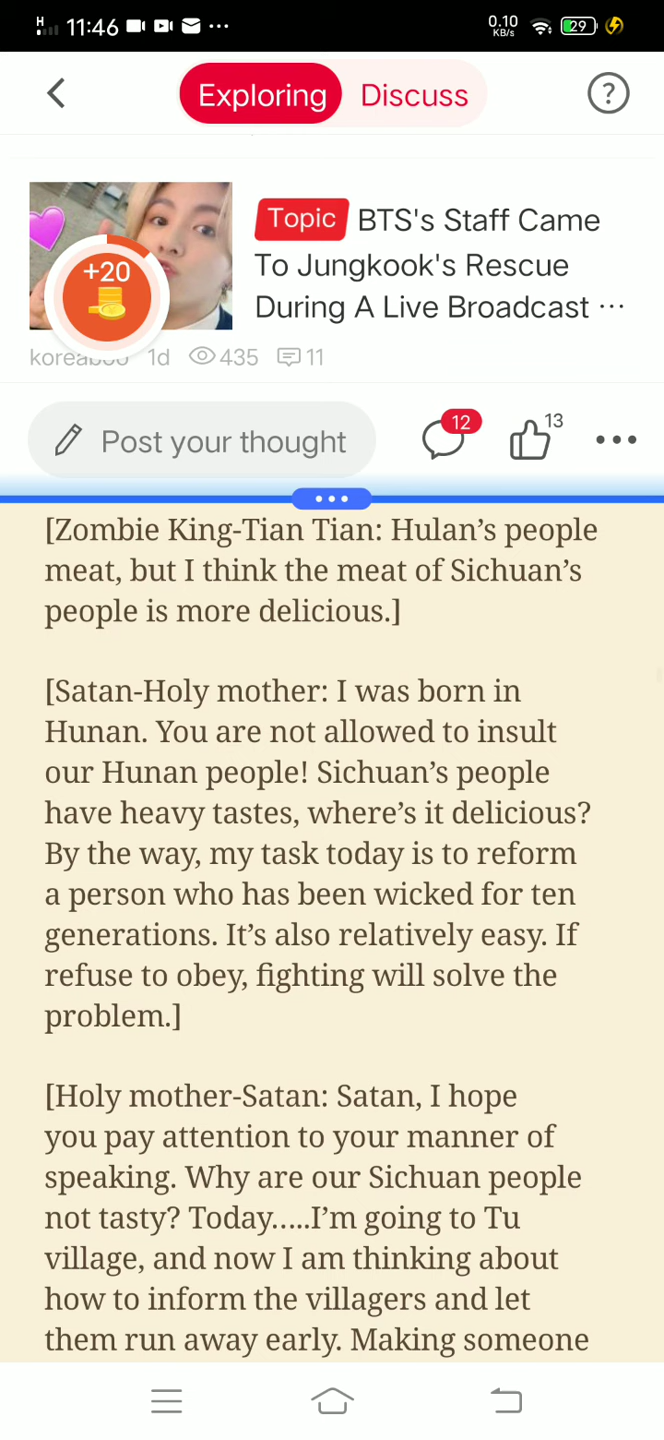 H 11:46 ... 0.10 KB/s 29
Exploring Discuss ?
Topic BTS's Staff Came
To Jungkook's Rescue
During A Live Broadcast ...
+20
1d 435 11
Post your thought 12 13
[Zombie King-Tian Tian: Hulan’s people
meat, but I think the meat of Sichuan’s
people is more delicious.]
[Satan-Holy mother: I was born in
Hunan. You are not allowed to insult
our Hunan people! Sichuan’s people
have heavy tastes, where’s it delicious?
By the way, my task today is to reform
a person who has been wicked for ten
generations. It’s also relatively easy. If
refuse to obey, fighting will solve the
problem.]
[Holy mother-Satan: Satan, I hope
you pay attention to your manner of
speaking. Why are our Sichuan people
not tasty? Today.....I’m going to Tu
village, and now I am thinking about
how to inform the villagers and let
them run away early. Making someone